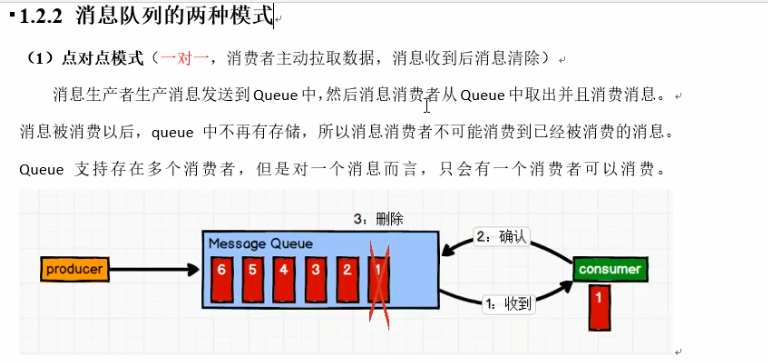 1.2.2 消息队列的两种模式
（1）点对点模式（一对一，消费者主动拉取数据，消息收到后消息清除）
消息生产者生产消息发送到Queue中，然后消息消费者从Queue中取出并且消费消息。
消息被消费以后，queue 中不再有存储，所以消息消费者不可能消费到已经被消费的消息。
Queue 支持存在多个消费者，但是对一个消息而言，只会有一个消费者可以消费。
3：删除
Message Queue
2：确认
producer
6 5 4 3 2 1
consumer
1：收到
1